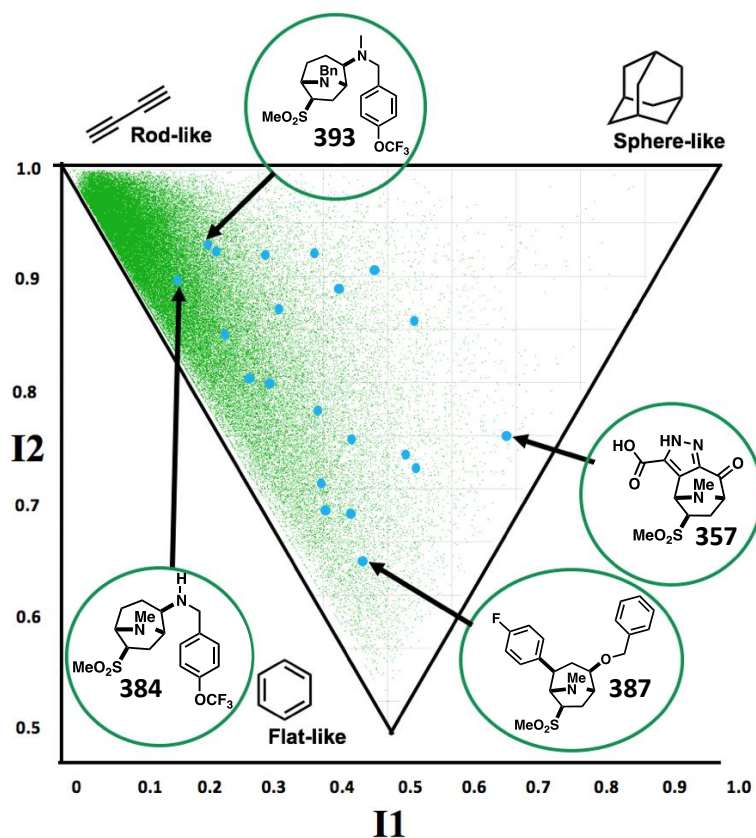 Rod-like
Bn
N
N
MeO₂S
OCF₃
393
Sphere-like
1.0
0.9
0.8
0.7
0.6
0.5
I2
HO
O
HN
N
O
Me
N
MeO₂S
357
H
N
Me
N
MeO₂S
OCF₃
384
Flat-like
F
O
Me
N
MeO₂S
387
0 0.1 0.2 0.3 0.4 0.5 0.6 0.7 0.8 0.9 1.0
I1